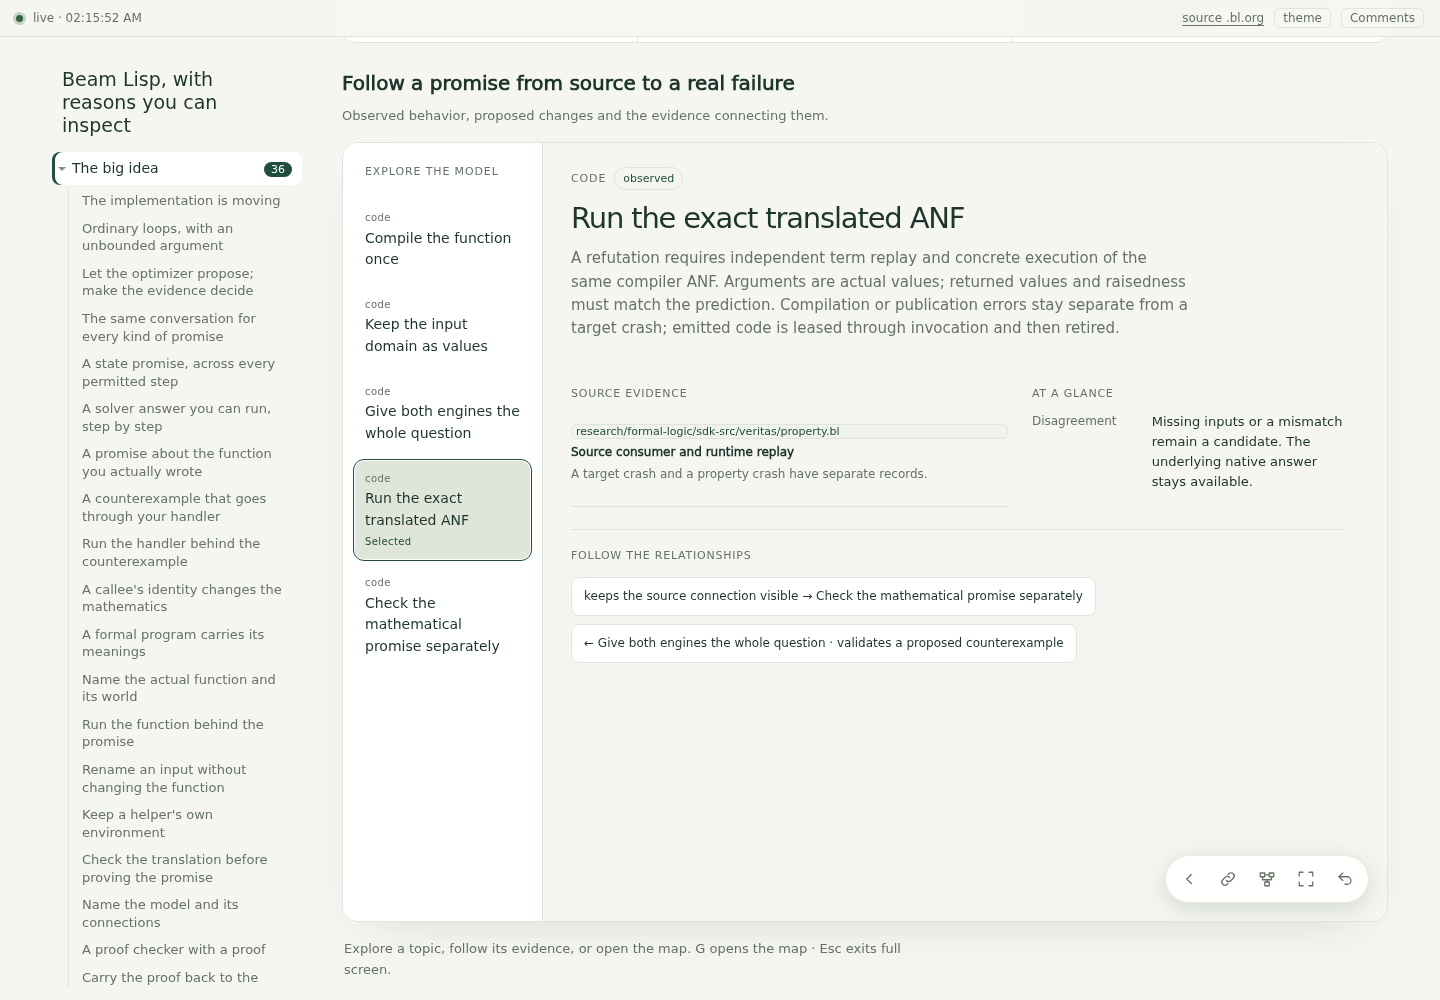 live · 02:15:52 AM
source .bl.org
theme
Comments
Beam Lisp, with
reasons you can
inspect
The big idea
36
The implementation is moving
Ordinary loops, with an
unbounded argument
Let the optimizer propose;
make the evidence decide
The same conversation for
every kind of promise
A state promise, across every
permitted step
A solver answer you can run,
step by step
A promise about the function
you actually wrote
A counterexample that goes
through your handler
Run the handler behind the
counterexample
A callee's identity changes the
mathematics
A formal program carries its
meanings
Name the actual function and
its world
Run the function behind the
promise
Rename an input without
changing the function
Keep a helper's own
environment
Check the translation before
proving the promise
Name the model and its
connections
A proof checker with a proof
Carry the proof back to the
Follow a promise from source to a real failure
Observed behavior, proposed changes and the evidence connecting them.
EXPLORE THE MODEL
code
Compile the function
once
code
Keep the input
domain as values
code
Give both engines the
whole question
code
Run the exact
translated ANF
Selected
code
Check the
mathematical
promise separately
CODE
observed
Run the exact translated ANF
A refutation requires independent term replay and concrete execution of the
same compiler ANF. Arguments are actual values; returned values and raisedness
must match the prediction. Compilation or publication errors stay separate from a
target crash; emitted code is leased through invocation and then retired.
SOURCE EVIDENCE
research/formal-logic/sdk-src/veritas/property.bl
Source consumer and runtime replay
A target crash and a property crash have separate records.
AT A GLANCE
Disagreement
Missing inputs or a mismatch
remain a candidate. The
underlying native answer
stays available.
FOLLOW THE RELATIONSHIPS
keeps the source connection visible → Check the mathematical promise separately
← Give both engines the whole question · validates a proposed counterexample
Explore a topic, follow its evidence, or open the map. G opens the map · Esc exits full
screen.